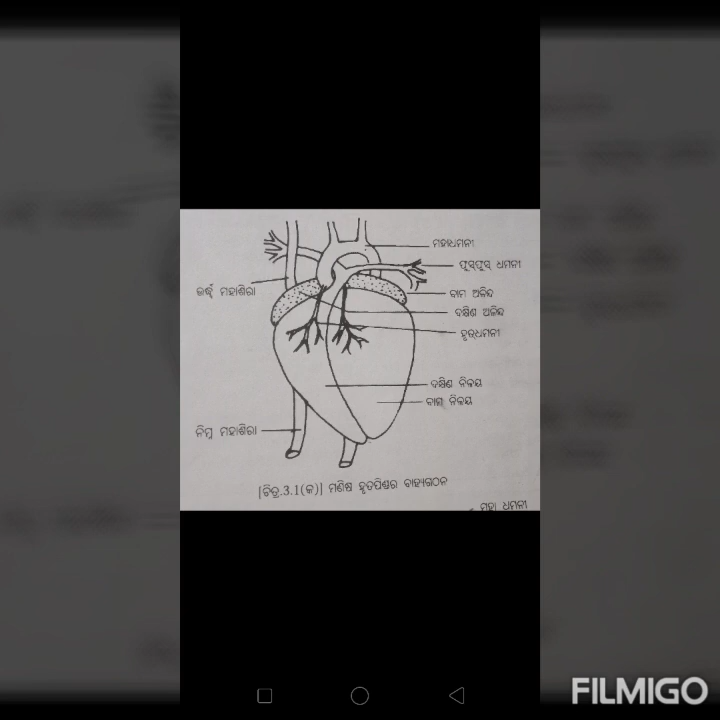 ମହାଧମନୀ
ଫୁସ୍‌ଫୁସ୍ ଧମନୀ
ଊର୍ଦ୍ଧ୍ୱ ମହାଶିରା
ବାମ ଅଳିନ୍ଦ
ଦକ୍ଷିଣ ଅଳିନ୍ଦ
ହୃଦ୍‌ଧମନୀ
ଦକ୍ଷିଣ ନିଳୟ
ବାମ ନିଳୟ
ନିମ୍ନ ମହାଶିରା
[ଚିତ୍ର.3.1(କ)] ମଣିଷ ହୃତପିଣ୍ଡର ବାହ୍ୟଗଠନ
ମହା ଧମନୀ
FILMIGO